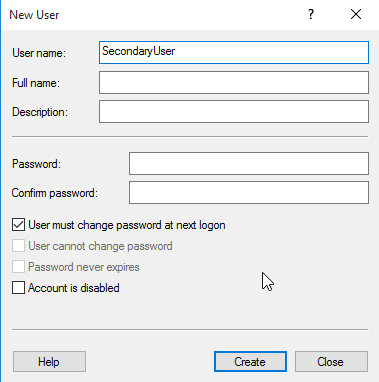 New User
User name: SecondaryUser
Full name:
Description:
Password:
Confirm password:
User must change password at next logon
User cannot change password
Password never expires
Account is disabled
Help Create Close